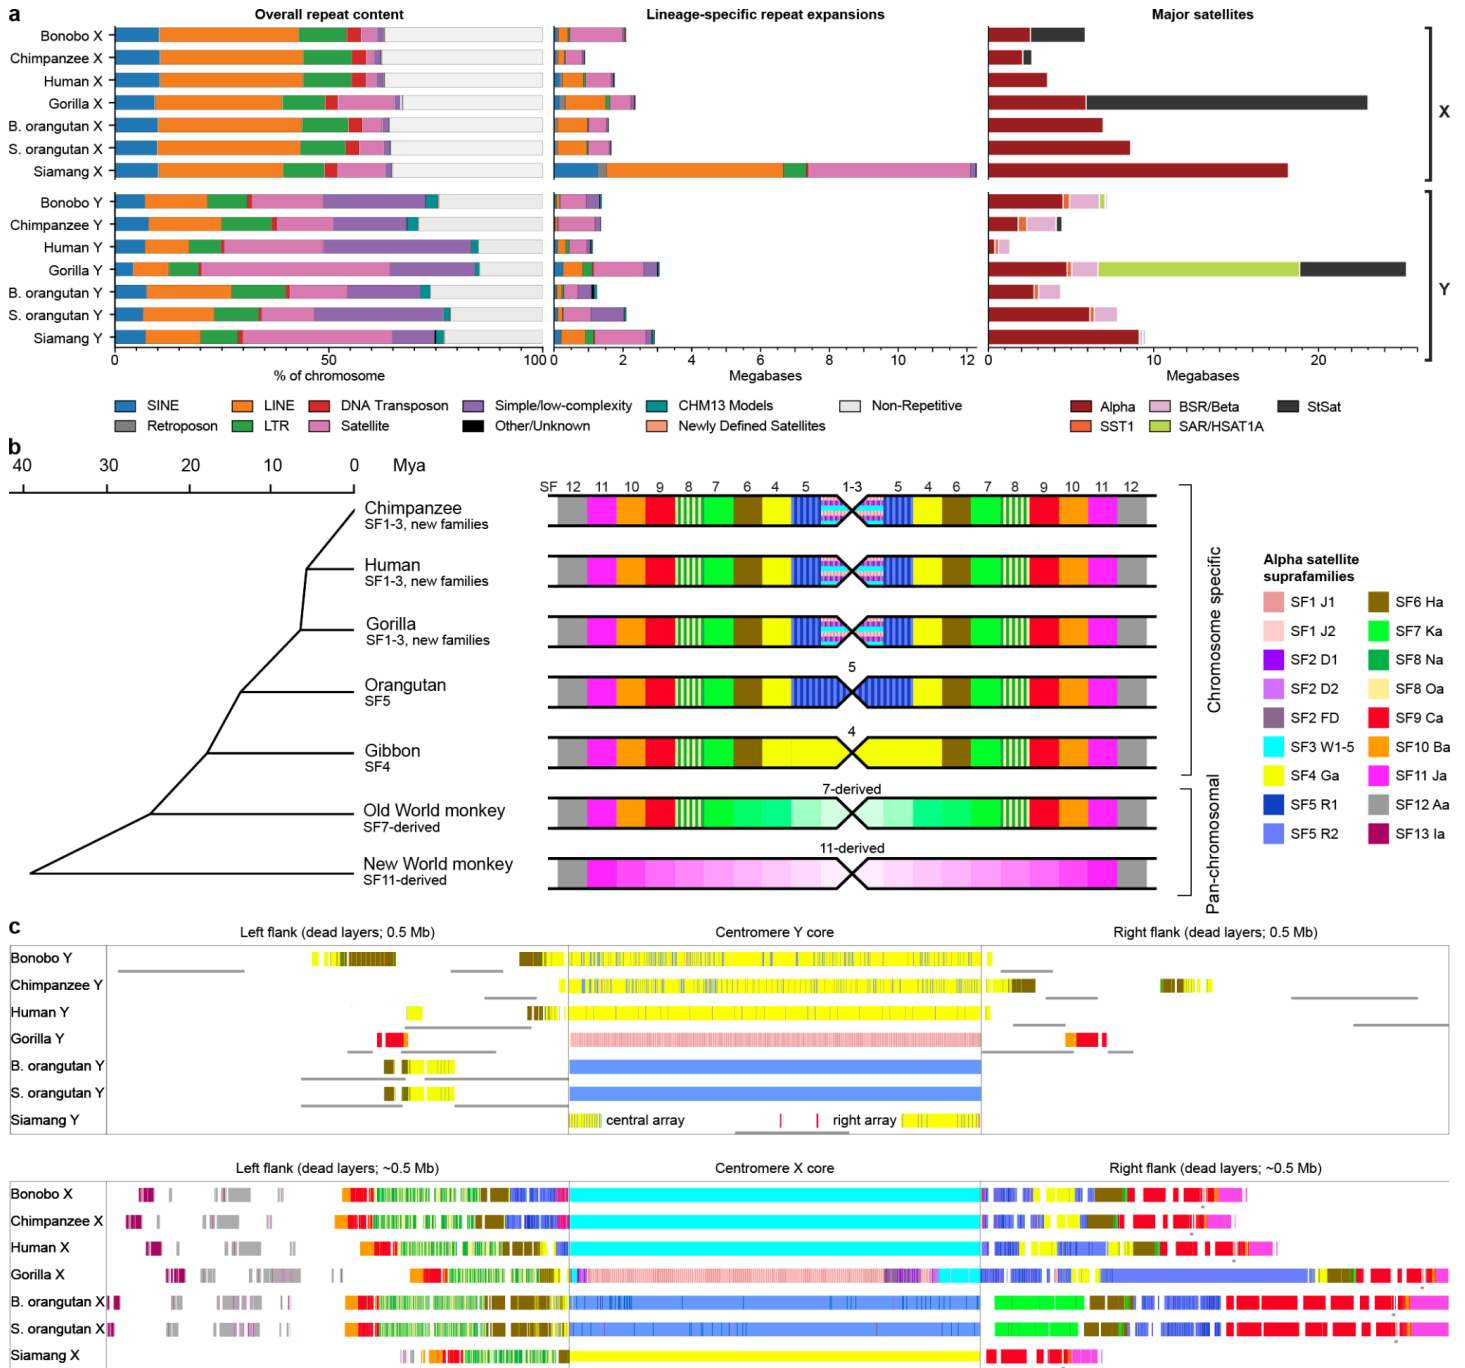 a
Overall repeat content
Lineage-specific repeat expansions
Major satellites
Bonobo X
Chimpanzee X
Human X
Gorilla X
B. orangutan X
S. orangutan X
Siamang X
X
Bonobo Y
Chimpanzee Y
Human Y
Gorilla Y
B. orangutan Y
S. orangutan Y
Siamang Y
Y
0 50 100
0 2 4 6 8 10 12
0 10 20
% of chromosome
Megabases
Megabases
SINE LINE DNA Transposon Simple/low-complexity CHM13 Models Non-Repetitive
Retroposon LTR Satellite Other/Unknown Newly Defined Satellites
Alpha BSR/Beta StSat
SST1 SAR/HSAT1A
b
40 30 20 10 0 Mya
SF 12 11 10 9 8 7 6 4 5 1-3 5 4 6 7 8 9 10 11 12
Chimpanzee
SF1-3, new families
Human
SF1-3, new families
Gorilla
SF1-3, new families
5
Orangutan
SF5
4
Gibbon
SF4
7-derived
Old World monkey
SF7-derived
11-derived
New World monkey
SF11-derived
Chromosome specific
Pan-chromosomal
Alpha satellite
suprafamilies
SF1 J1 SF6 Ha
SF1 J2 SF7 Ka
SF2 D1 SF8 Na
SF2 D2 SF8 Oa
SF2 FD SF9 Ca
SF3 W1-5 SF10 Ba
SF4 Ga SF11 Ja
SF5 R1 SF12 Aa
SF5 R2 SF13 Ia
c
Left flank (dead layers; 0.5 Mb) Centromere Y core Right flank (dead layers; 0.5 Mb)
Bonobo Y
Chimpanzee Y
Human Y
Gorilla Y
B. orangutan Y
S. orangutan Y
Siamang Y central array right array
Left flank (dead layers; ~0.5 Mb) Centromere X core Right flank (dead layers; ~0.5 Mb)
Bonobo X
Chimpanzee X
Human X
Gorilla X
B. orangutan X
S. orangutan X
Siamang X